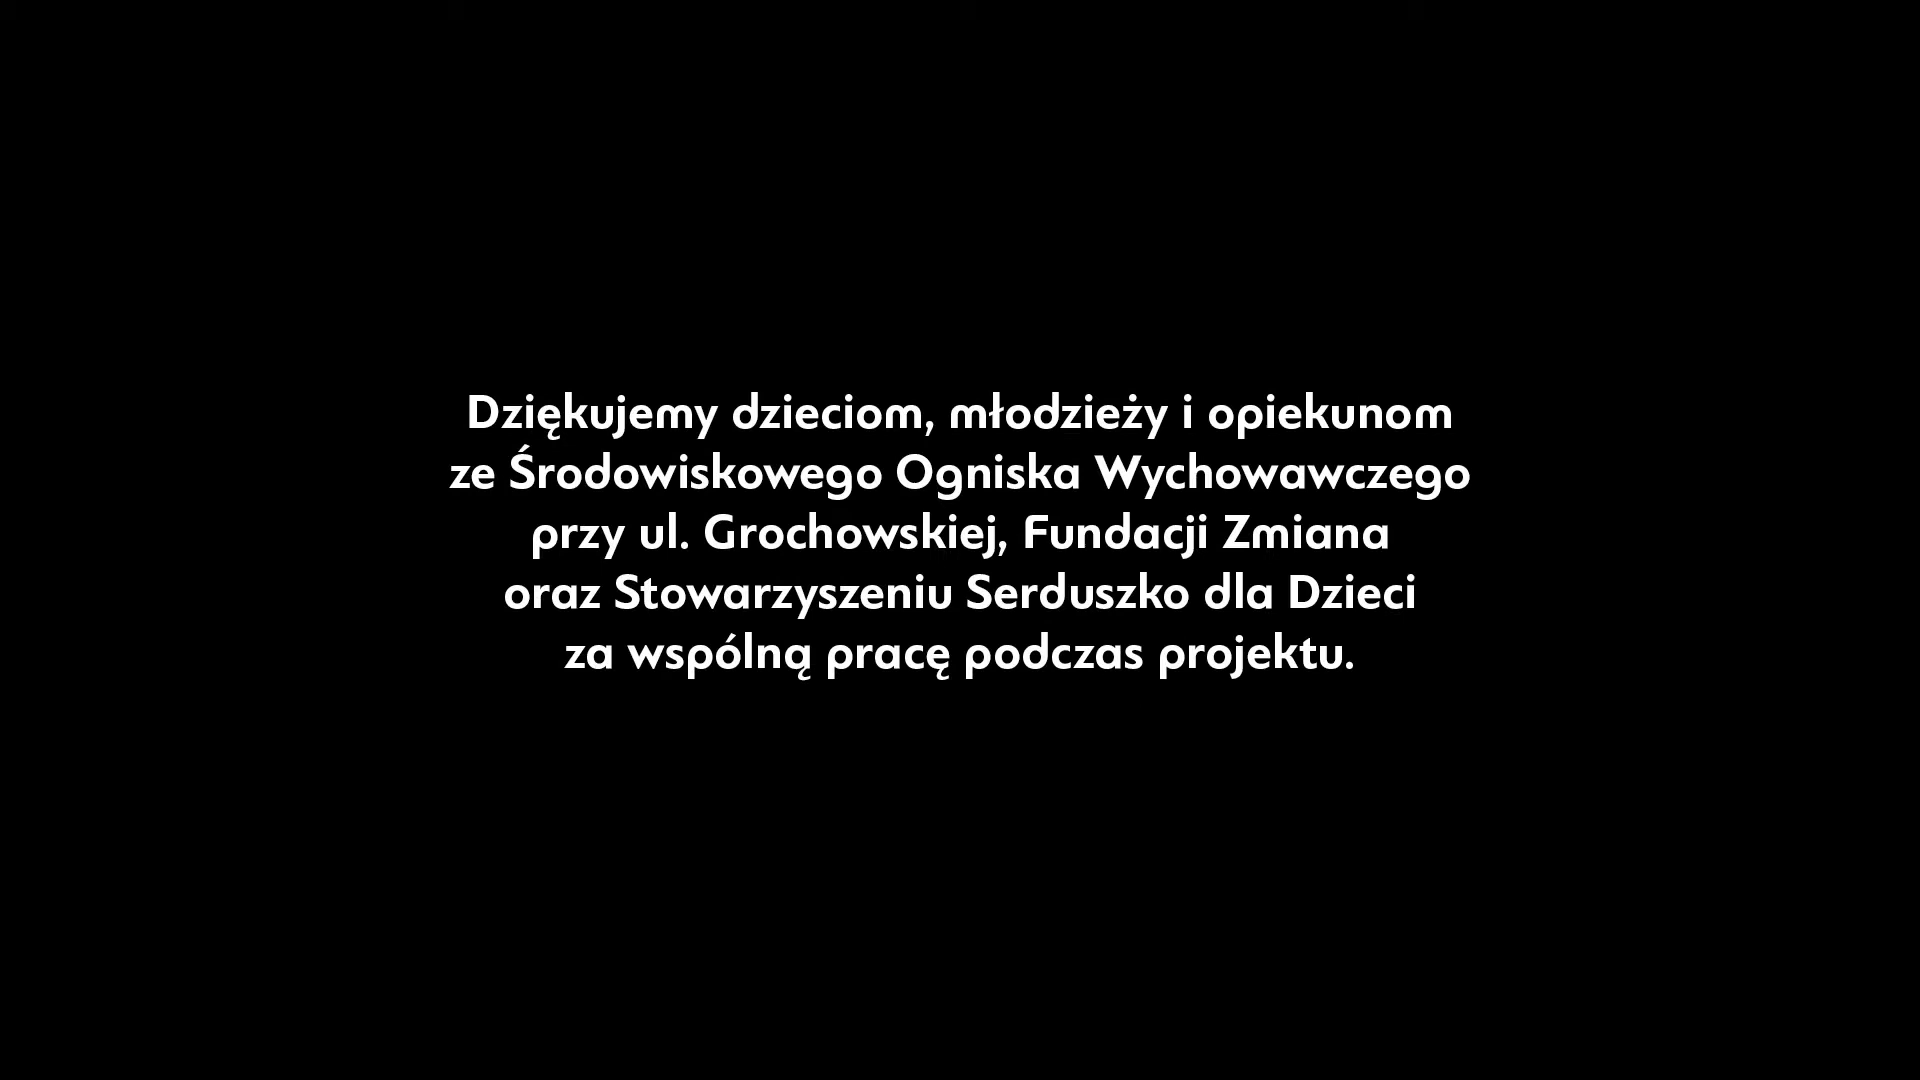 Dziękujemy dzieciom, młodzieży i opiekunom
ze Środowiskowego Ogniska Wychowawczego
przy ul. Grochowskiej, Fundacji Zmiana
oraz Stowarzyszeniu Serduszko dla Dzieci
za wspólną pracę podczas projektu.